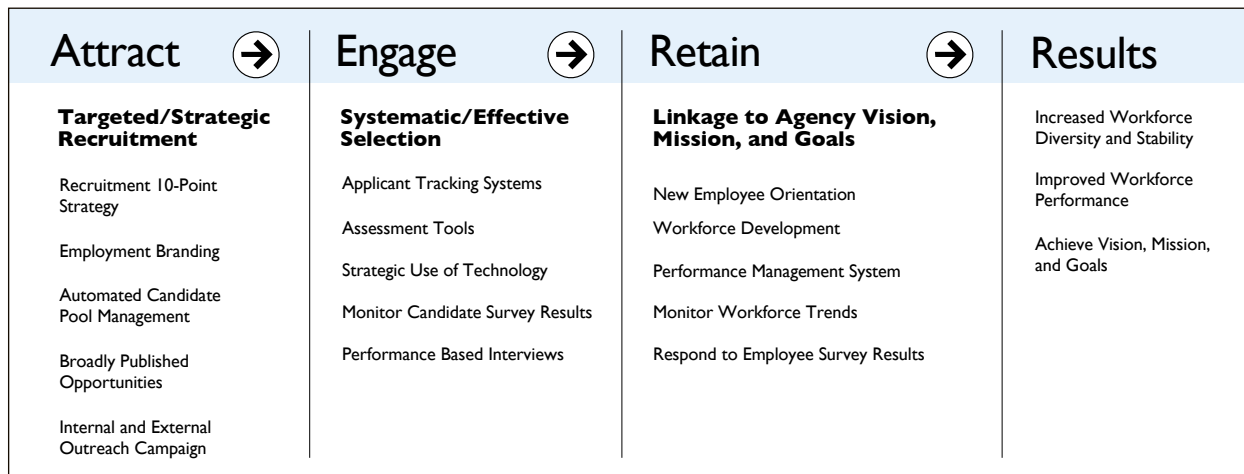 Attract
Targeted/Strategic
Recruitment
Recruitment 10-Point
Strategy
Employment Branding
Automated Candidate
Pool Management
Broadly Published
Opportunities
Internal and External
Outreach Campaign
Engage
Systematic/Effective
Selection
Applicant Tracking Systems
Assessment Tools
Strategic Use of Technology
Monitor Candidate Survey Results
Performance Based Interviews
Retain
Linkage to Agency Vision,
Mission, and Goals
New Employee Orientation
Workforce Development
Performance Management System
Monitor Workforce Trends
Respond to Employee Survey Results
Results
Increased Workforce
Diversity and Stability
Improved Workforce
Performance
Achieve Vision, Mission,
and Goals